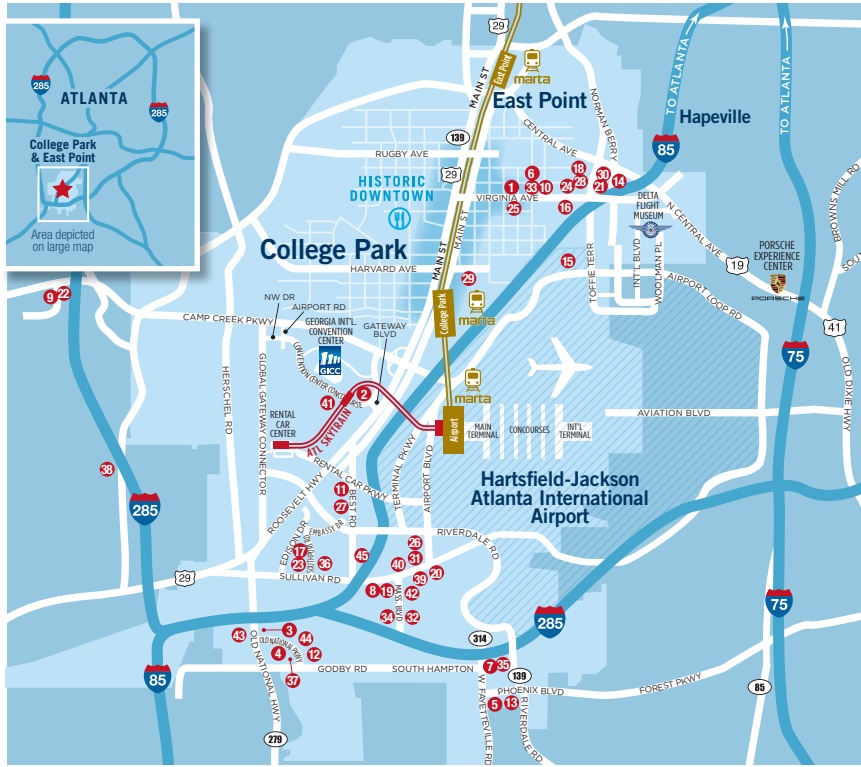 285
ATLANTA
285
College Park
& East Point
Area depicted
on large map
29
MAIN ST
East Point
marta
East Point
NORMAN BERRY
TO ATLANTA
TO ATLANTA
Hapeville
139
CENTRAL AVE
85
RUGBY AVE
29
HISTORIC
DOWNTOWN
MAIN ST
6
18
30
1
33
10
24
28
21
14
VIRGINIA AVE
25
16
DELTA
FLIGHT
MUSEUM
N CENTRAL AVE
BROWNS MILL RD
SOU
College Park
MAIN ST
HARVARD AVE
15
TOFFIE TERR
INT'L BLVD
WOOLMAN PL
AIRPORT LOOP RD
19
PORSCHE
EXPERIENCE
CENTER
PORSCHE
29
9
22
NW DR
AIRPORT RD
CAMP CREEK PKWY
GEORGIA INT'L.
CONVENTION
CENTER
GICC
GATEWAY
BLVD
College Park
marta
41
75
OLD DIXIE HWY
HERSCHEL RD
GLOBAL GATEWAY CONNECTOR
CONVENTION CENTER CONCOURSE
2
41
marta
RENTAL
CAR
CENTER
ATL SKYTRAIN
Airport
MAIN
TERMINAL
CONCOURSES
INT'L
TERMINAL
AVIATION BLVD
38
RENTAL CAR PKWY
TERMINAL PKWY
AIRPORT BLVD
Hartsfield-Jackson
Atlanta International
Airport
285
ROOSEVELT HWY
11
27
BEST RD
EMBASSY DR
EDISON DR
RIVERDALE RD
17
23
36
45
26
31
40
20
39
29
SULLIVAN RD
8
19
42
MASS. BLVD
34
32
285
75
43
3
44
OLD NATIONAL PKWY
4
12
37
314
85
OLD NATIONAL HWY
GODBY RD
SOUTH HAMPTON
7
35
139
PHOENIX BLVD
FOREST PKWY
85
5
13
W. FAYETTEVILLE RD
RIVERDALE RD
279